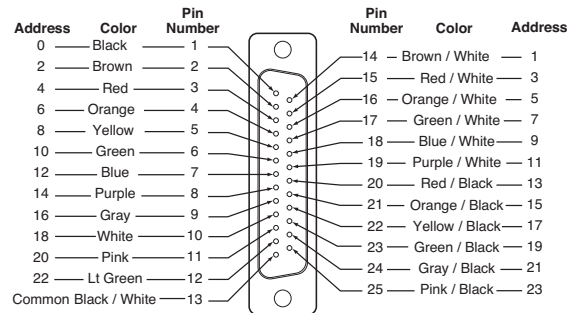 Address Color Pin Number
0 Black 1
2 Brown 2
4 Red 3
6 Orange 4
8 Yellow 5
10 Green 6
12 Blue 7
14 Purple 8
16 Gray 9
18 White 10
20 Pink 11
22 Lt Green 12
Common Black / White 13
Pin Number Color Address
14 Brown / White 1
15 Red / White 3
16 Orange / White 5
17 Green / White 7
18 Blue / White 9
19 Purple / White 11
20 Red / Black 13
21 Orange / Black 15
22 Yellow / Black 17
23 Green / Black 19
24 Gray / Black 21
25 Pink / Black 23